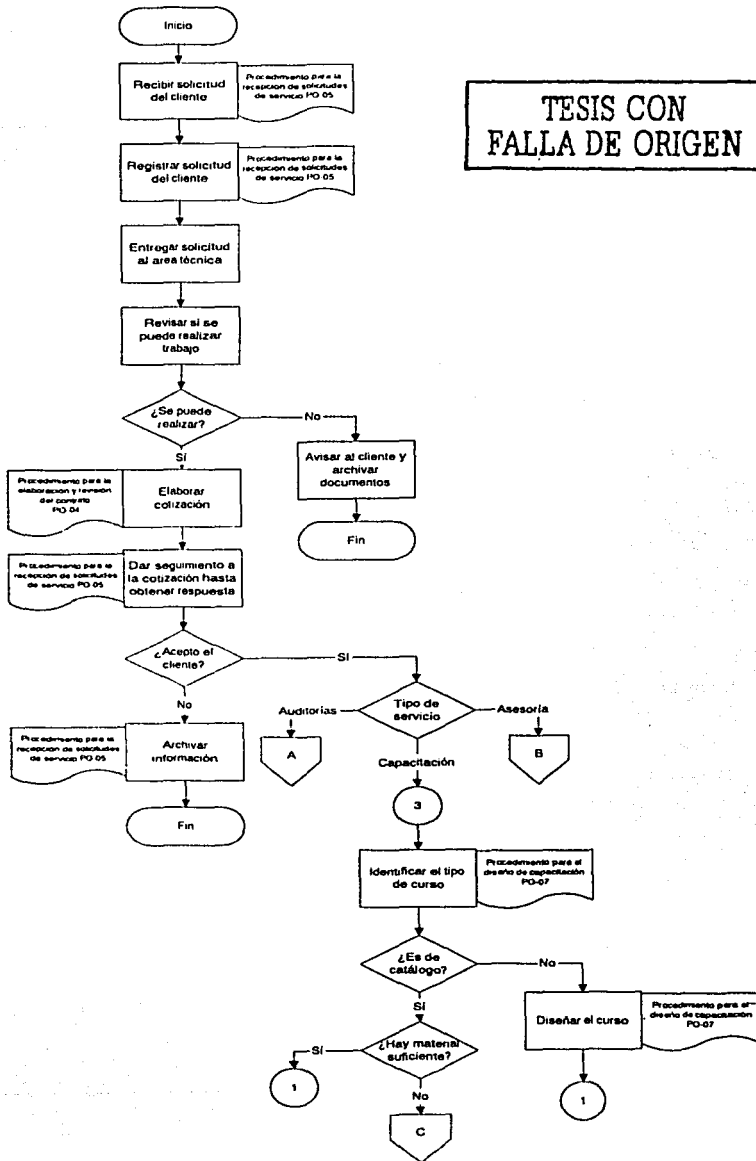 Inicio
Recibir solicitud
del cliente
Procedimiento para la
recepción de solicitudes
de servicio PO-05
TESIS CON
FALLA DE ORIGEN
Registrar solicitud
del cliente
Procedimiento para la
recepción de solicitudes
de servicio PO-05
Entregar solicitud
al area técnica
Revisar si se
puede realizar
trabajo
¿Se puede
realizar?
No
Sí
Avisar al cliente y
archivar
documentos
Fin
Procedimiento para la
elaboración y revisión
del contrato
PO-04
Elaborar
cotización
Procedimiento para la
recepción de solicitudes
de servicio PO-05
Dar seguimiento a
la cotización hasta
obtener respuesta
¿Acepto el
cliente?
Sí
No
Tipo de
servicio
Auditorías
Asesoría
A
B
Capacitación
3
Procedimiento para la
recepción de solicitudes
de servicio PO-05
Archivar
información
Fin
Identificar el tipo
de curso
Procedimiento para el
diseño de capacitación
PO-07
¿Es de
catálogo?
No
Sí
Diseñar el curso
Procedimiento para el
diseño de capacitación
PO-07
¿Hay material
suficiente?
Sí
1
No
C
1